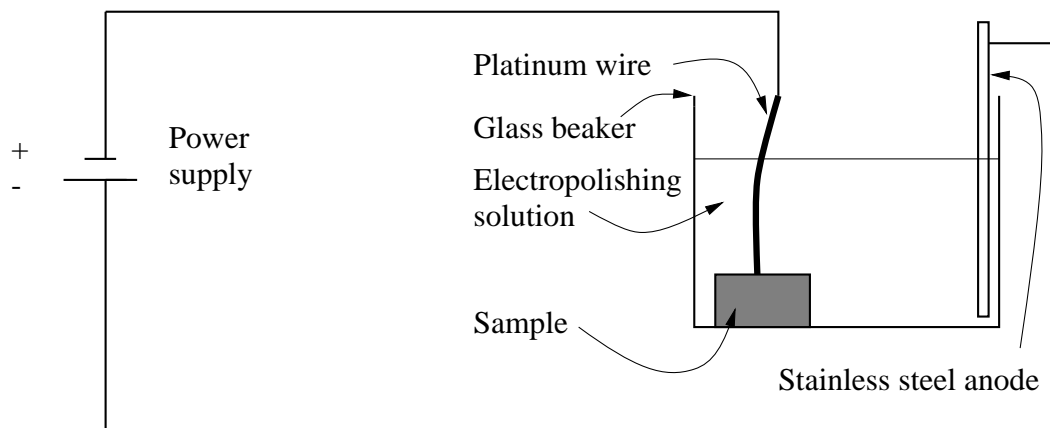 Platinum wire
Glass beaker
+
-
Power
supply
Electropolishing
solution
Sample
Stainless steel anode